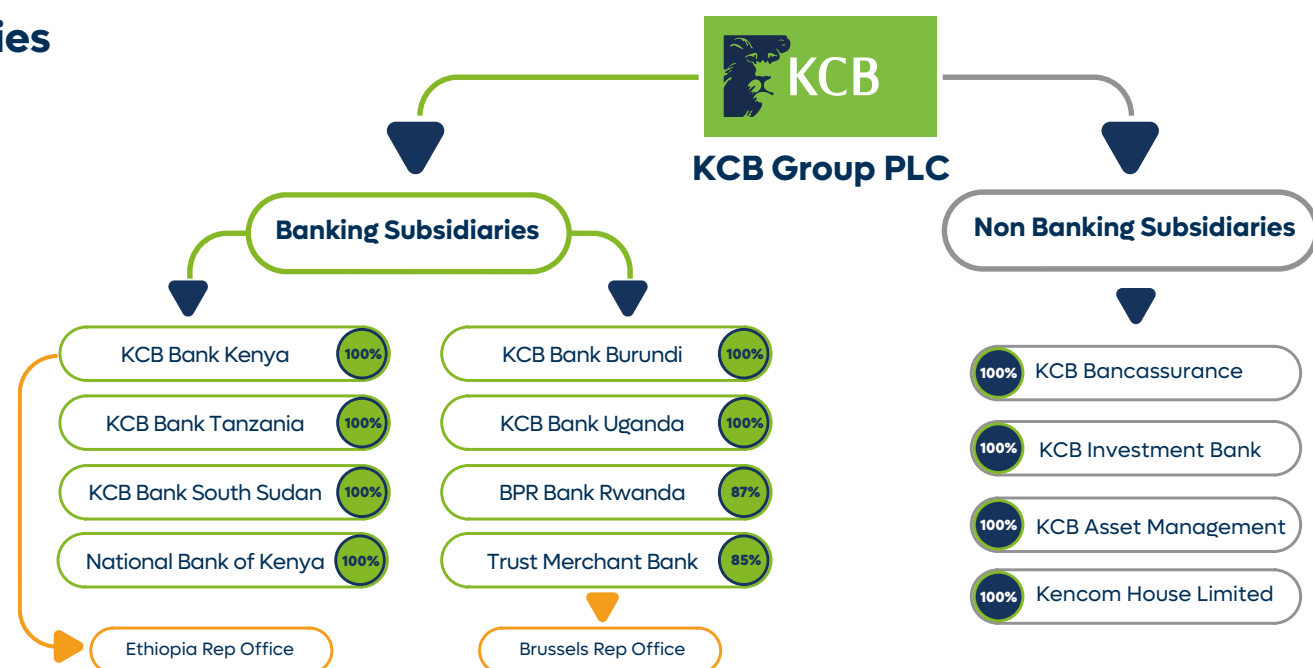 ies
KCB
KCB Group PLC
Banking Subsidiaries
Non Banking Subsidiaries
KCB Bank Kenya 100%
KCB Bank Tanzania 100%
KCB Bank South Sudan 100%
National Bank of Kenya 100%
Ethiopia Rep Office
KCB Bank Burundi 100%
KCB Bank Uganda 100%
BPR Bank Rwanda 87%
Trust Merchant Bank 85%
Brussels Rep Office
100% KCB Bancassurance
100% KCB Investment Bank
100% KCB Asset Management
100% Kencom House Limited